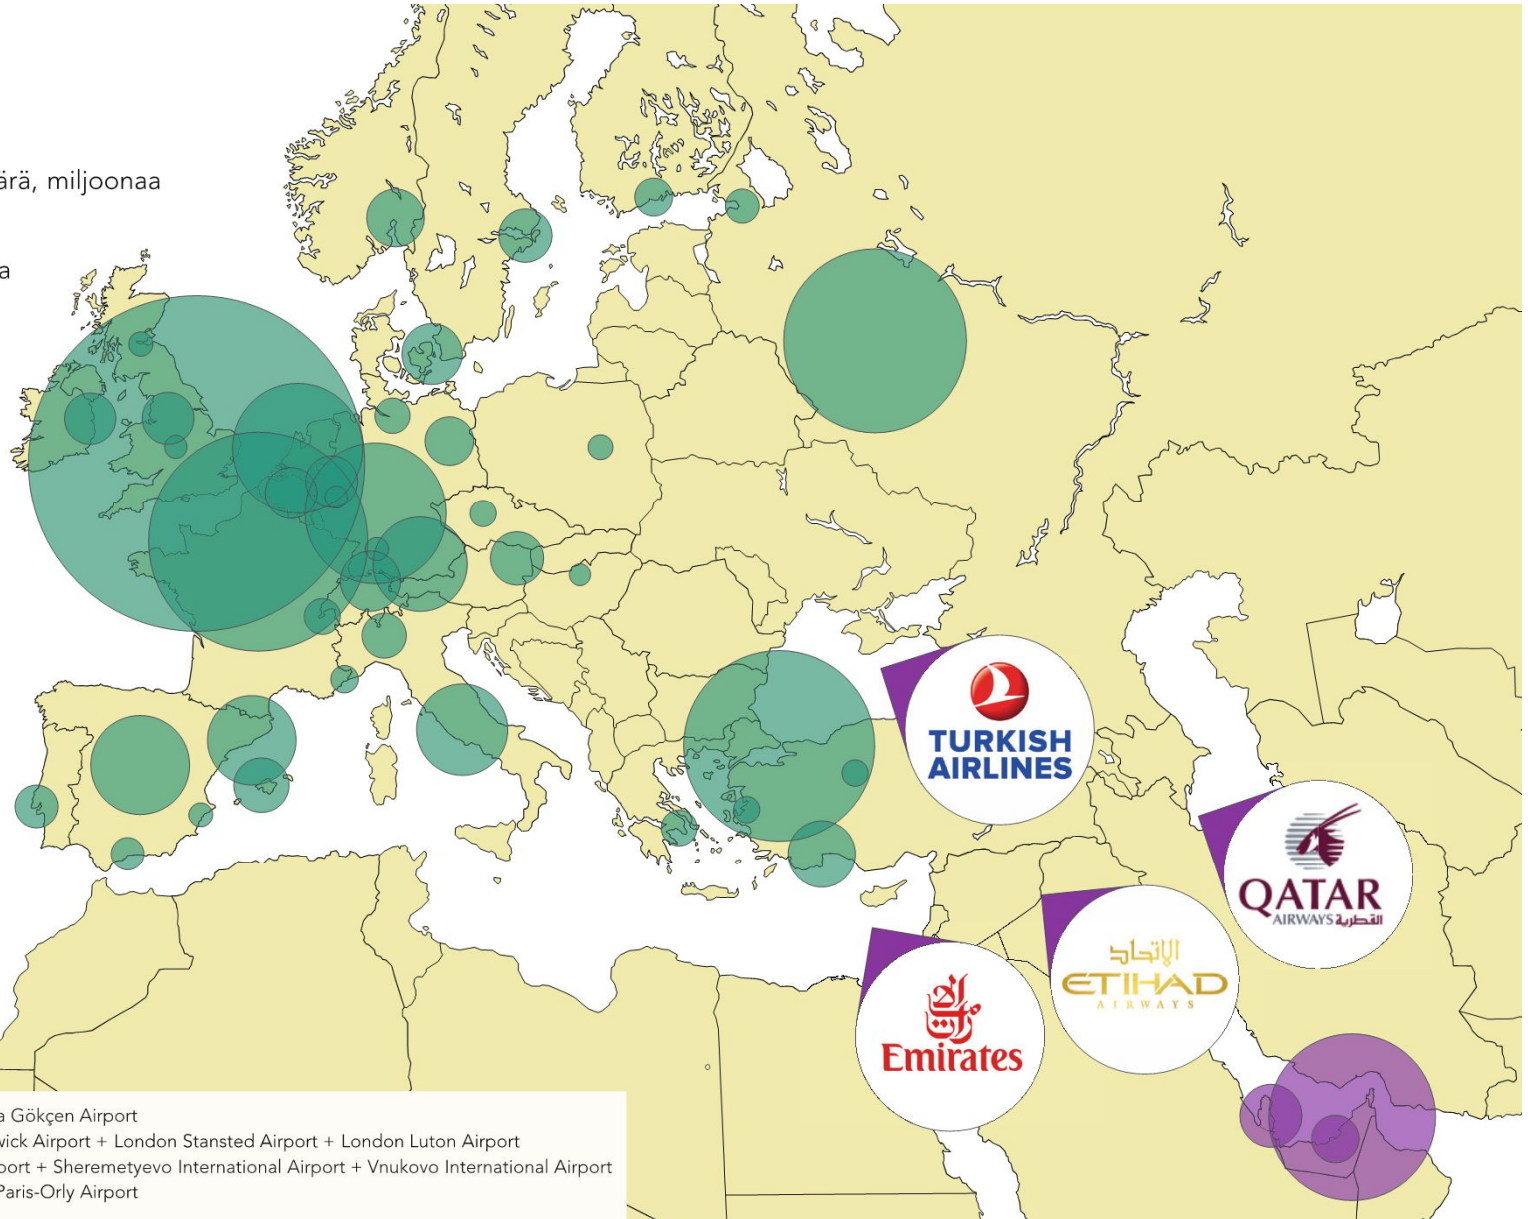 ärä, miljoonaa
a
TURKISH
AIRLINES
QATAR
AIRWAYS القطرية
الإتحاد
ETIHAD
AIRWAYS
Emirates
a Gökçen Airport
wick Airport + London Stansted Airport + London Luton Airport
port + Sheremetyevo International Airport + Vnukovo International Airport
Paris-Orly Airport